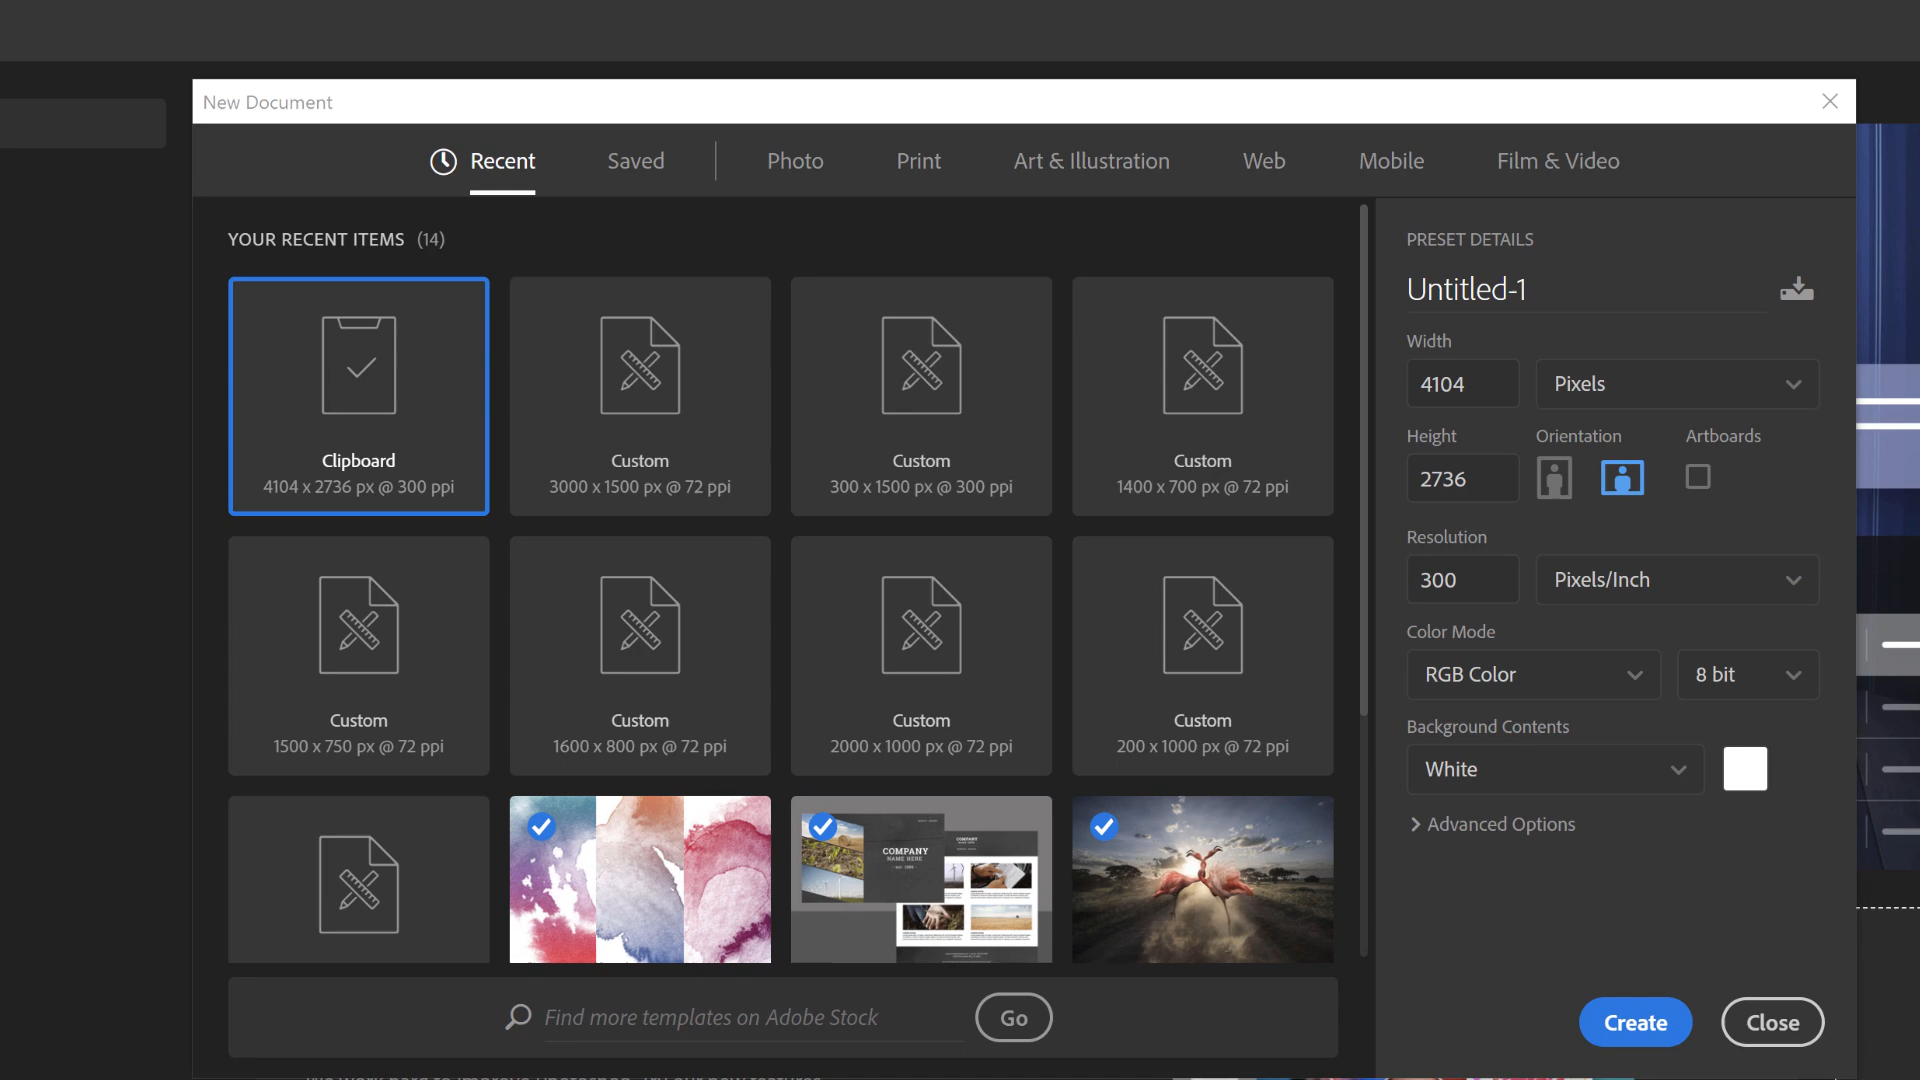 New Document
Recent
Saved
Photo
Print
Art & Illustration
Web
Mobile
Film & Video
YOUR RECENT ITEMS (14)
Clipboard
4104 x 2736 px @ 300 ppi
Custom
3000 x 1500 px @ 72 ppi
Custom
300 x 1500 px @ 300 ppi
Custom
1400 x 700 px @ 72 ppi
Custom
1500 x 750 px @ 72 ppi
Custom
1600 x 800 px @ 72 ppi
Custom
2000 x 1000 px @ 72 ppi
Custom
200 x 1000 px @ 72 ppi
COMPANY
NAME HERE
COMPANY
NAME HERE
Find more templates on Adobe Stock
Go
PRESET DETAILS
Untitled-1
Width
4104
Pixels
Height
Orientation
Artboards
2736
Resolution
300
Pixels/Inch
Color Mode
RGB Color
8 bit
Background Contents
White
Advanced Options
Create
Close